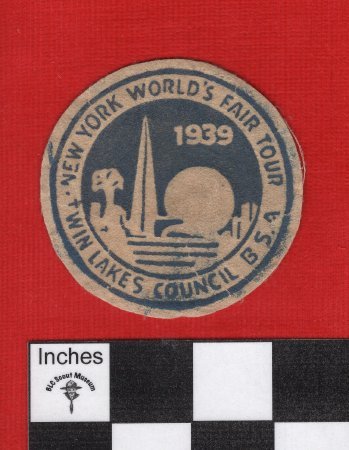 NEW YORK WORLD'S FAIR TOUR
1939
TWIN LAKES COUNCIL B.S.A
Inches
BLC Scout Museum